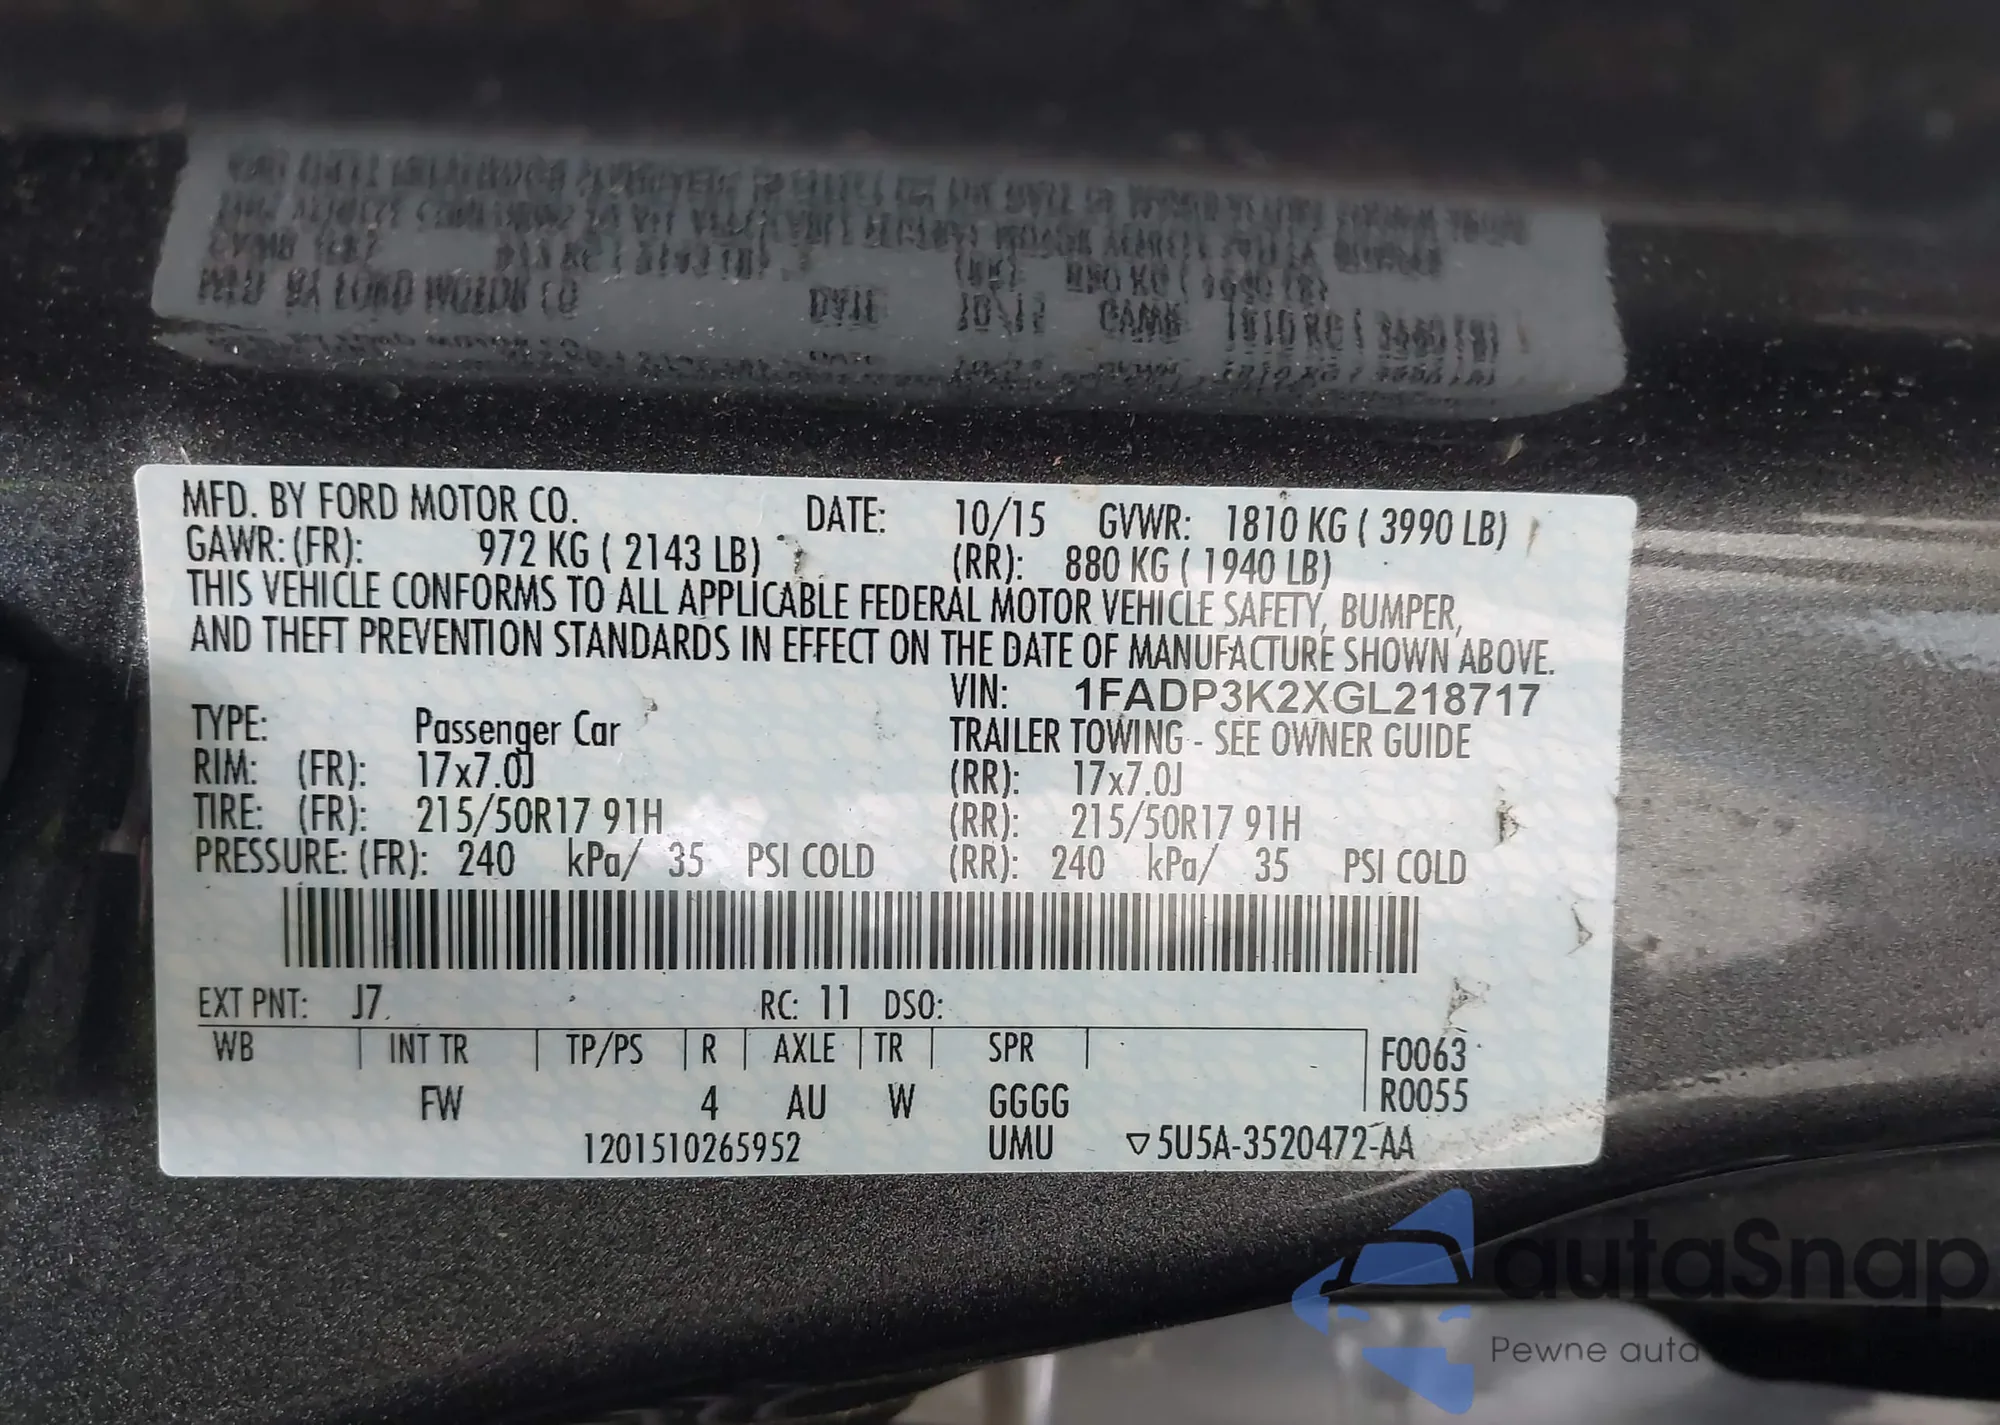 MFD. BY FORD MOTOR CO. DATE: 10/15 GVWR: 1810 KG ( 3990 LB)
GAWR: (FR): 972 KG ( 2143 LB) (RR): 880 KG ( 1940 LB)
THIS VEHICLE CONFORMS TO ALL APPLICABLE FEDERAL MOTOR VEHICLE SAFETY, BUMPER,
AND THEFT PREVENTION STANDARDS IN EFFECT ON THE DATE OF MANUFACTURE SHOWN ABOVE.
VIN: 1FADP3K2XGL218717
TYPE: Passenger Car TRAILER TOWING - SEE OWNER GUIDE
RIM: (FR): 17x7.0J (RR): 17x7.0J
TIRE: (FR): 215/50R17 91H (RR): 215/50R17 91H
PRESSURE: (FR): 240 kPa/ 35 PSI COLD (RR): 240 kPa/ 35 PSI COLD
EXT PNT: J7 RC: 11 DSO:
WB INT TR TP/PS R AXLE TR SPR F0063
FW 4 AU W GGGG R0055
1201510265952 UMU ▽5U5A-3520472-AA
autaSnap
Pewne auta